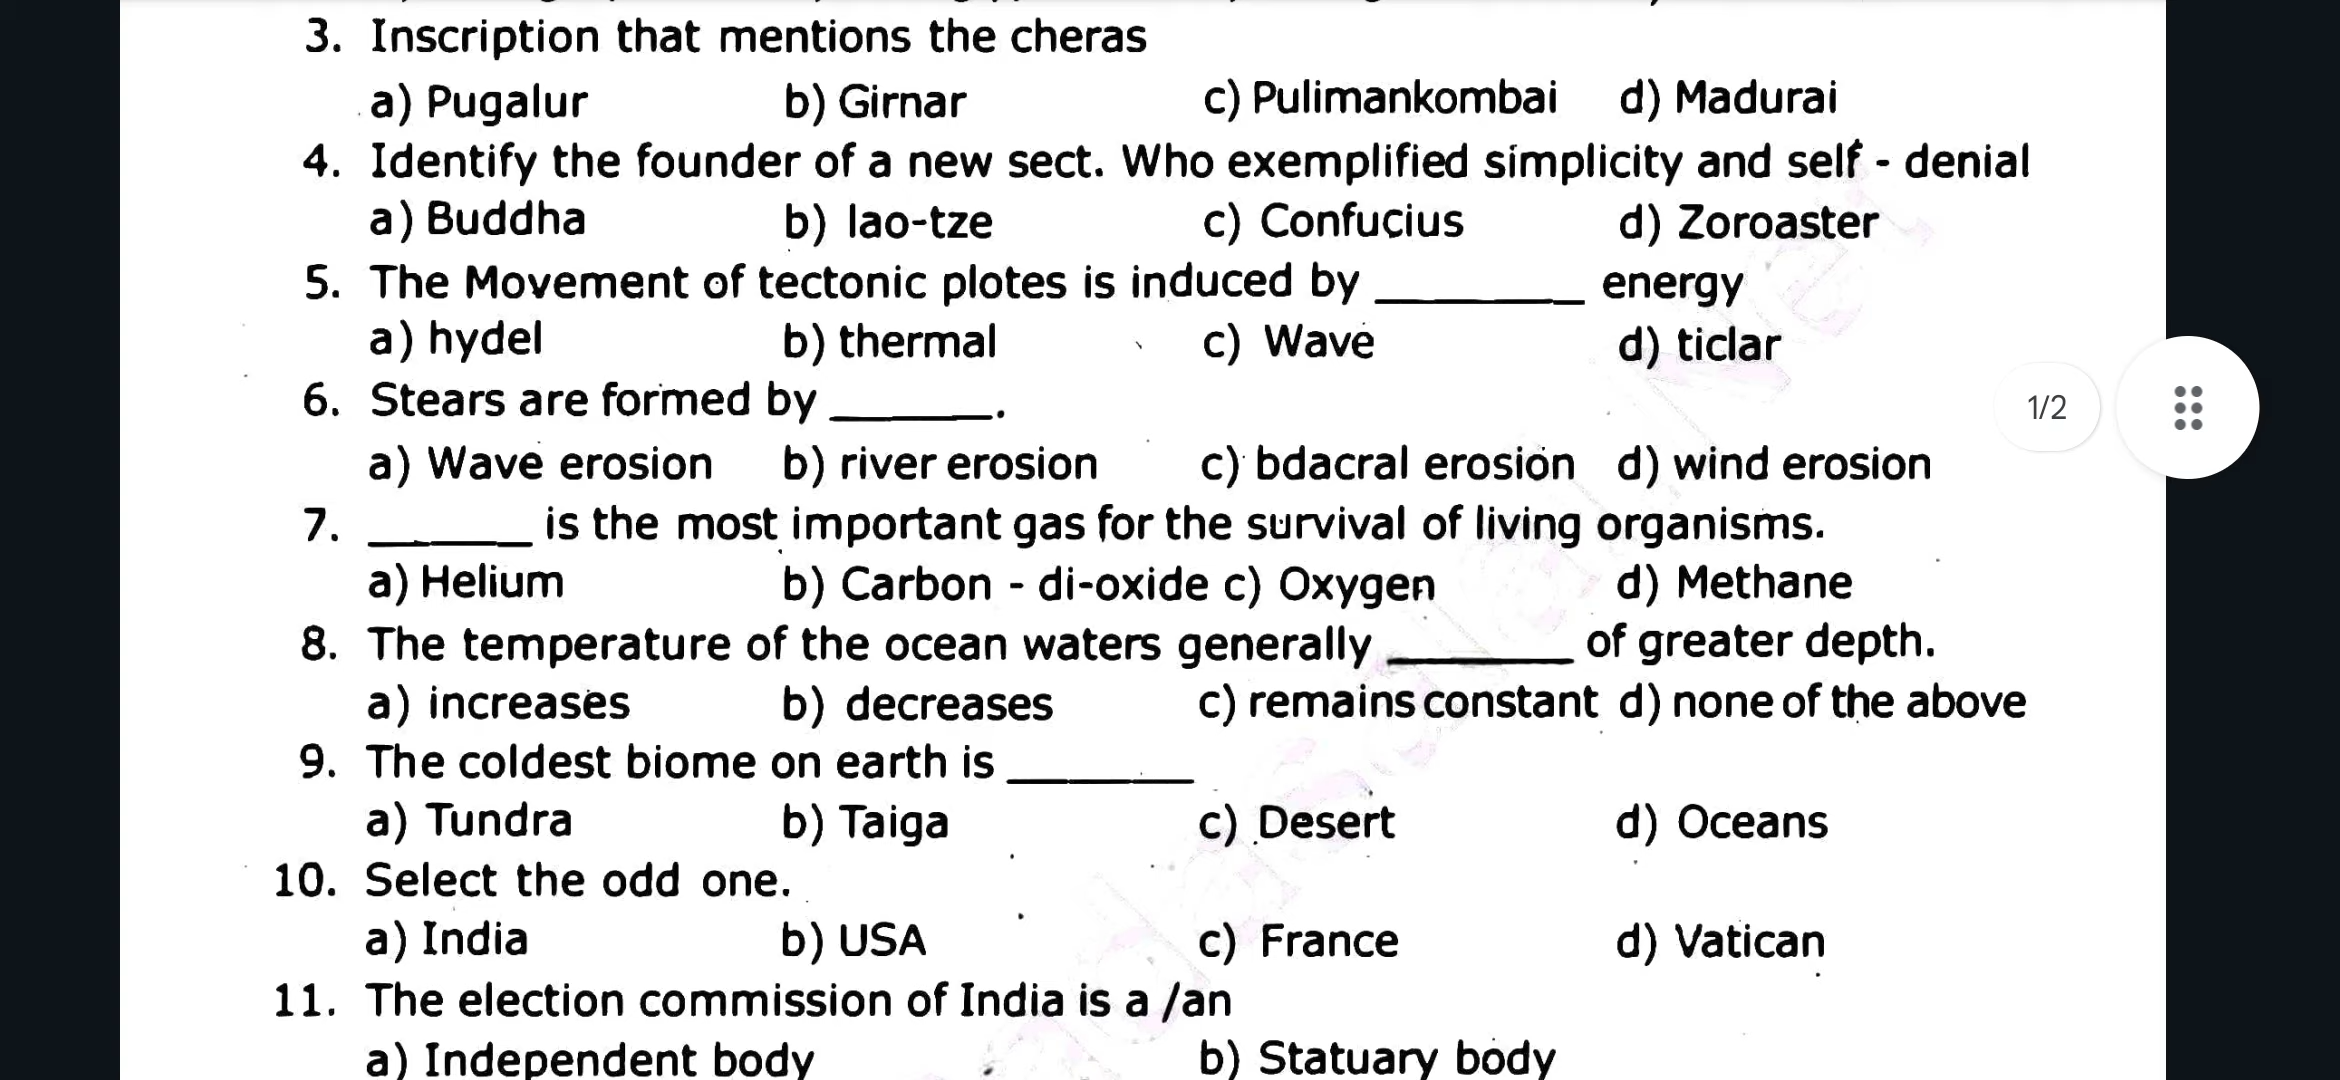 3. Inscription that mentions the cheras
a) Pugalur b) Girnar c) Pulimankombai d) Madurai
4. Identify the founder of a new sect. Who exemplified simplicity and self - denial
a) Buddha b) lao-tze c) Confucius d) Zoroaster
5. The Movement of tectonic plotes is induced by ________ energy
a) hydel b) thermal c) Wave d) ticlar
6. Stears are formed by ______.
a) Wave erosion b) river erosion c) bdacral erosion d) wind erosion
7. ______ is the most important gas for the survival of living organisms.
a) Helium b) Carbon - di-oxide c) Oxygen d) Methane
8. The temperature of the ocean waters generally _______ of greater depth.
a) increases b) decreases c) remains constant d) none of the above
9. The coldest biome on earth is _______
a) Tundra b) Taiga c) Desert d) Oceans
10. Select the odd one.
a) India b) USA c) France d) Vatican
11. The election commission of India is a /an
a) Independent body b) Statuary body
1/2